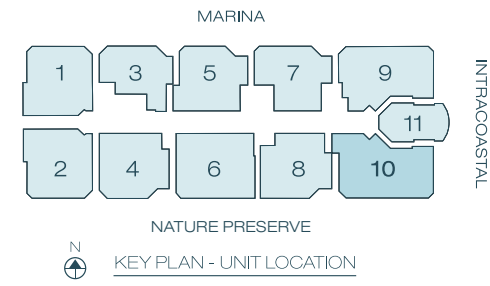 MARINA
1 3 5 7 9
11
INTRACOASTAL
2 4 6 8 10
NATURE PRESERVE
N
KEY PLAN - UNIT LOCATION